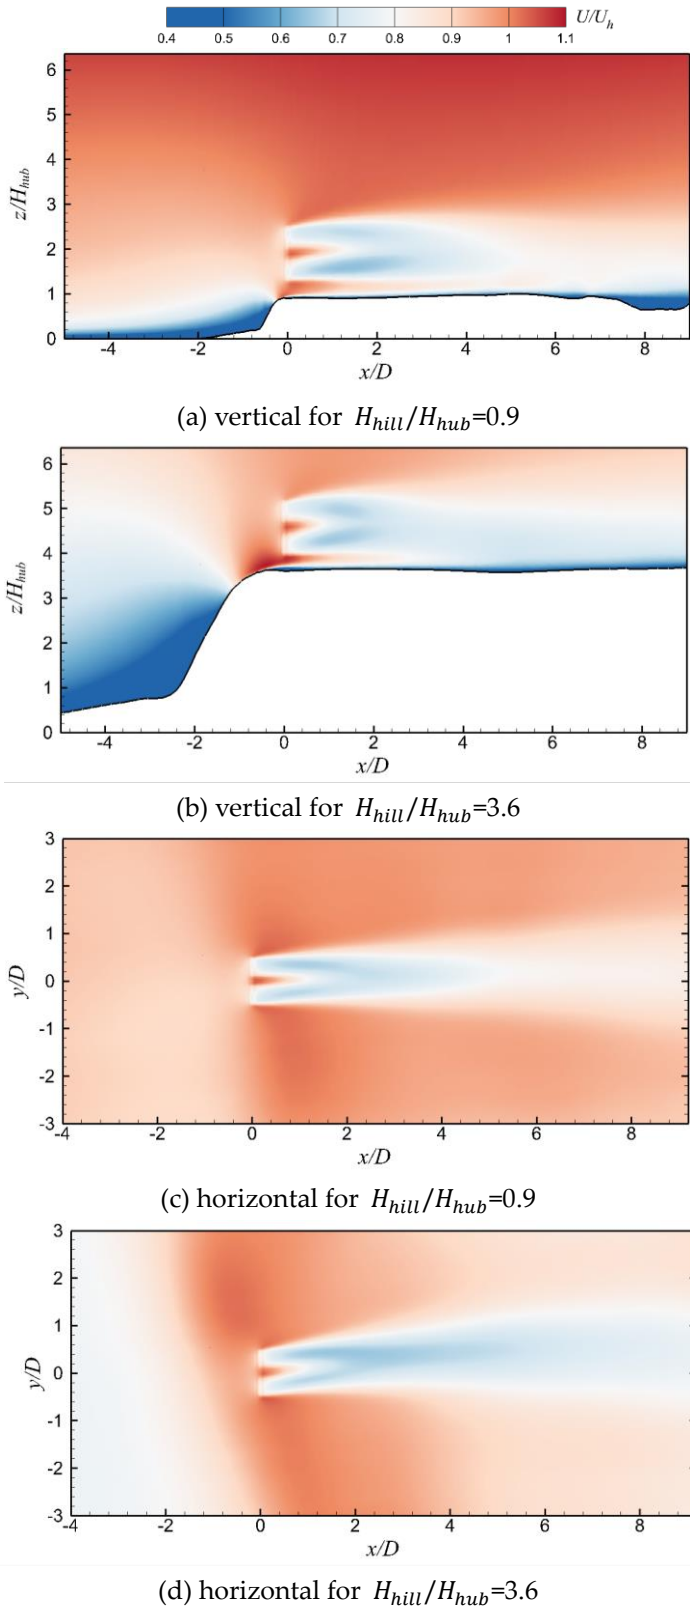 0.4 0.5 0.6 0.7 0.8 0.9 1 1.1 U/U_h
6
5
4
3
2
1
0
z/H_hub
-4 -2 0 2 4 6 8
x/D
(a) vertical for H_hill/H_hub=0.9
6
5
4
3
2
1
0
z/H_hub
-4 -2 0 2 4 6 8
x/D
(b) vertical for H_hill/H_hub=3.6
3
2
1
0
-1
-2
-3
y/D
-4 -2 0 2 4 6 8
x/D
(c) horizontal for H_hill/H_hub=0.9
3
2
1
0
-1
-2
-3
y/D
-4 -2 0 2 4 6 8
x/D
(d) horizontal for H_hill/H_hub=3.6